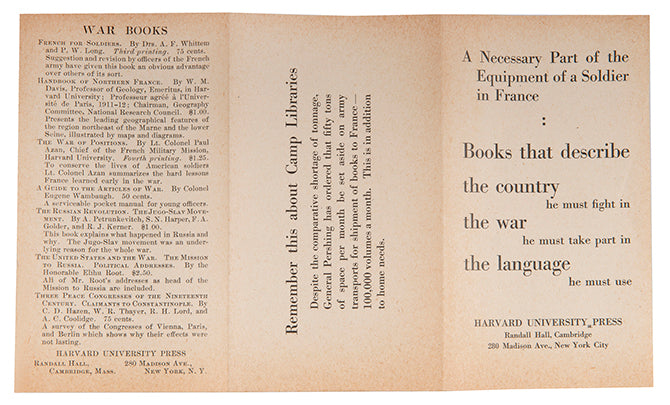 WAR BOOKS
FRENCH FOR SOLDIERS. By Drs. A. F. Whittem
and P. W. Long. Third printing. 75 cents.
Suggestion and revision by officers of the French
army have given this book an obvious advantage
over others of its sort.
HANDBOOK OF NORTHERN FRANCE. By W. M.
Davis, Professor of Geology, Emeritus, in Har-
vard University; Professeur agréé à l'Univer-
sité de Paris, 1911-12; Chairman, Geography
Committee, National Research Council. $1.00.
Presents the leading geographical features of
the region northeast of the Marne and the lower
Seine, illustrated by maps and diagrams.
THE WAR OF POSITIONS. By Lt. Colonel Paul
Azan, Chief of the French Military Mission,
Harvard University. Fourth printing. $1.25.
To conserve the lives of American soldiers
Lt. Colonel Azan summarizes the hard lessons
France learned early in the war.
A GUIDE TO THE ARTICLES OF WAR. By Colonel
Eugene Wambaugh. 50 cents.
A serviceable pocket manual for young officers.
THE RUSSIAN REVOLUTION. THE JUGO-SLAV MOVE-
MENT. By A. Petrunkevitch, S. N. Harper, F. A.
Golder, and R. J. Kerner. $1.00.
This book explains what happened in Russia and
why. The Jugo-Slav movement was an under-
lying reason for the whole war.
THE UNITED STATES AND THE WAR. THE MISSION
TO RUSSIA. POLITICAL ADDRESSES. By the
Honorable Elihu Root. $2.50.
All of Mr. Root's addresses as head of the
Mission to Russia are included.
THREE PEACE CONGRESSES OF THE NINETEENTH
CENTURY. CLAIMANTS TO CONSTANTINOPLE. By
C. D. Hazen, W. R. Thayer, R. H. Lord, and
A. C. Coolidge. 75 cents.
A survey of the Congresses of Vienna, Paris,
and Berlin which shows why their effects were
not lasting.
HARVARD UNIVERSITY PRESS
RANDALL HALL, 280 MADISON AVE.,
CAMBRIDGE, MASS. NEW YORK, N. Y.
Remember this about Camp Libraries
Despite the comparative shortage of tonnage,
General Pershing has ordered that fifty tons
of space per month be set aside on army
transports for shipment of books to France—
100,000 volumes a month. This is in addition
to home needs.
A Necessary Part of the
Equipment of a Soldier
in France
:
Books that describe
the country
he must fight in
the war
he must take part in
the language
he must use
HARVARD UNIVERSITY PRESS
Randall Hall, Cambridge
280 Madison Ave., New York City